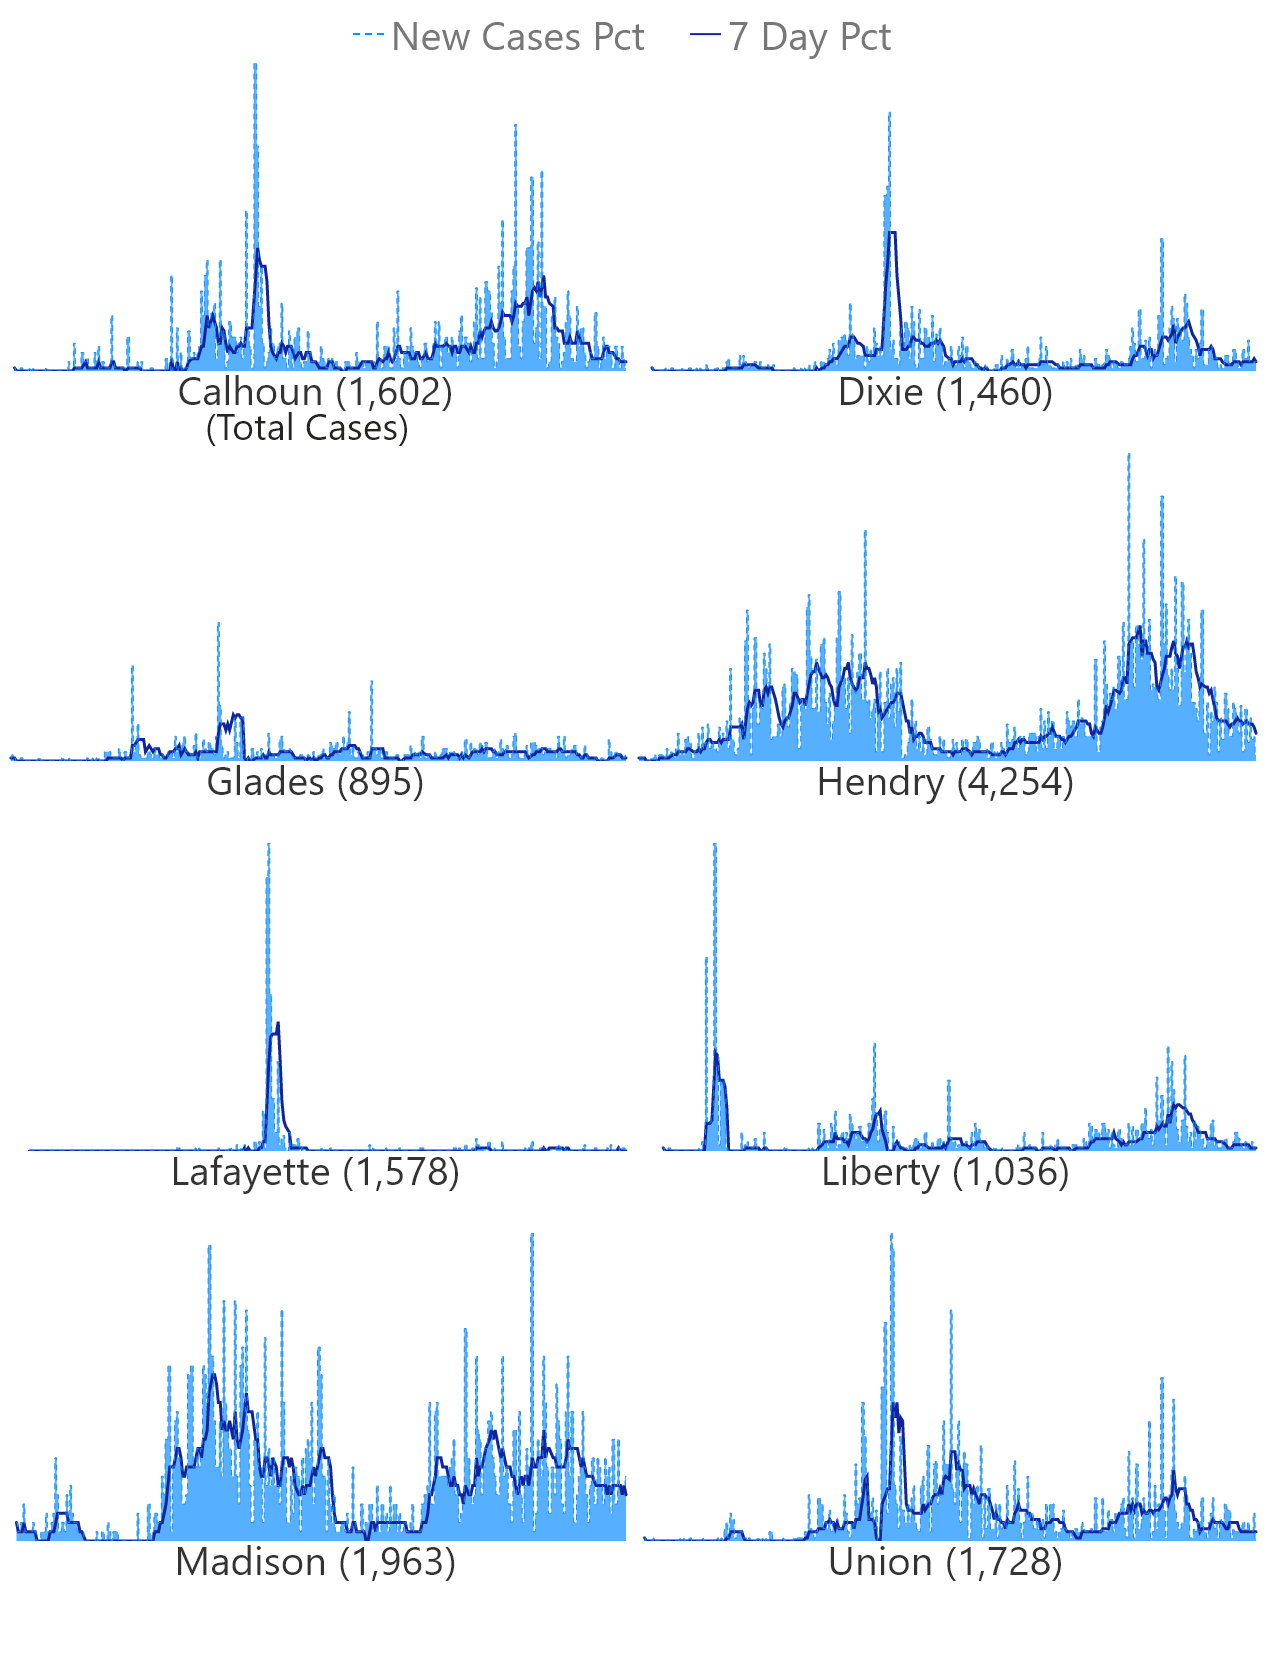 New Cases Pct 7 Day Pct
Calhoun (1,602) Dixie (1,460)
(Total Cases)
Glades (895) Hendry (4,254)
Lafayette (1,578) Liberty (1,036)
Madison (1,963) Union (1,728)